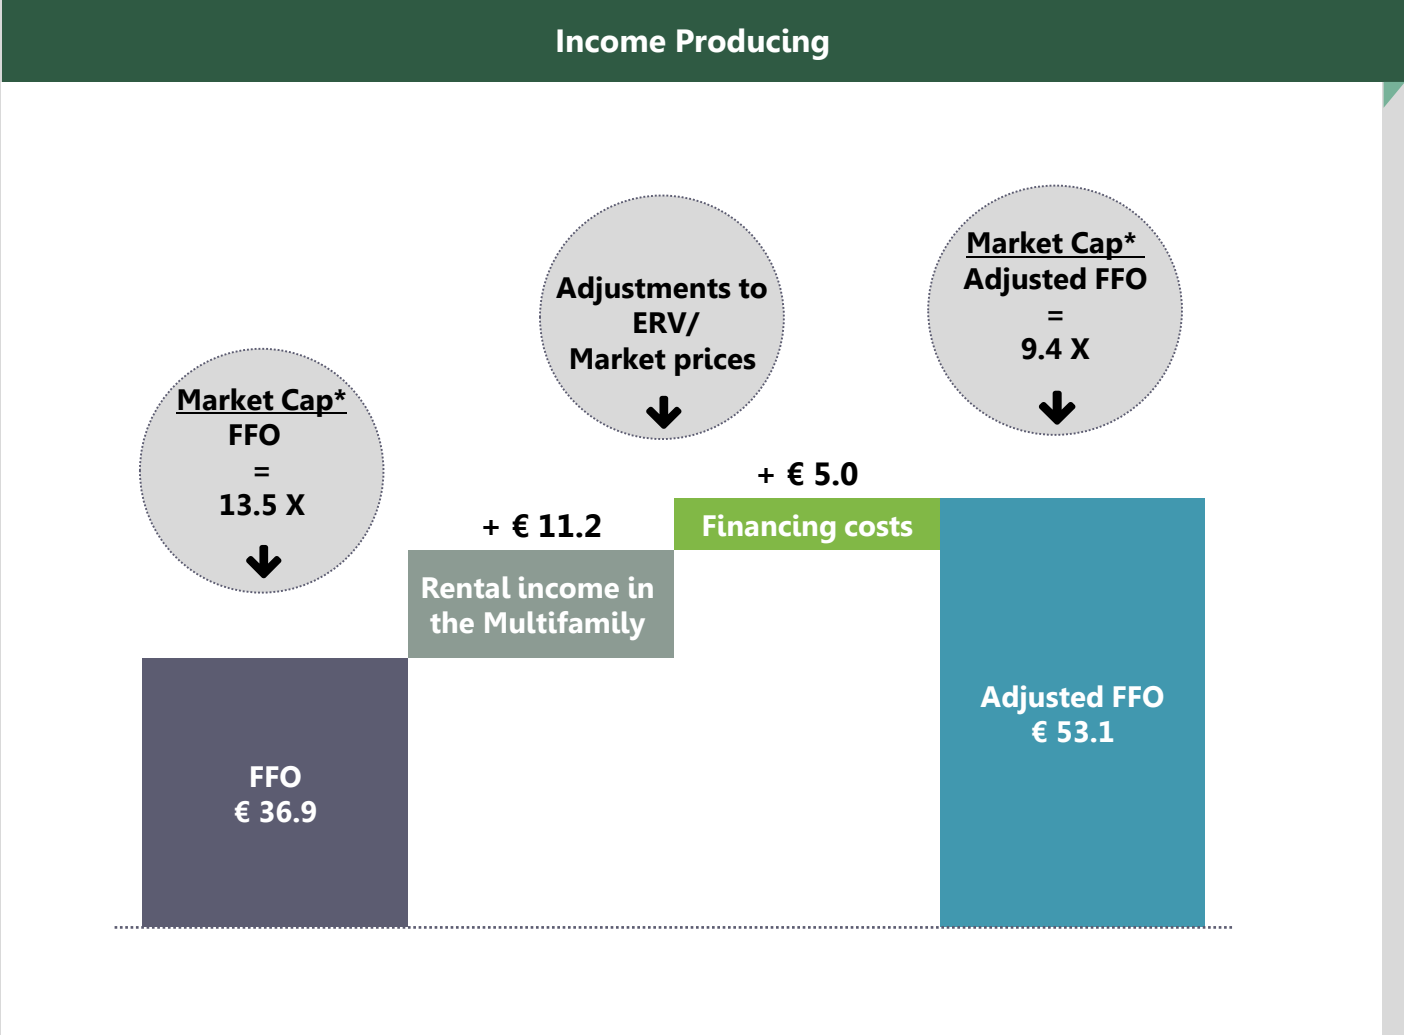 Income Producing
Market Cap*
FFO
=
13.5 X
Adjustments to
ERV/
Market prices
Market Cap*
Adjusted FFO
=
9.4 X
+ € 11.2
+ € 5.0
Rental income in
the Multifamily
Financing costs
FFO
€ 36.9
Adjusted FFO
€ 53.1